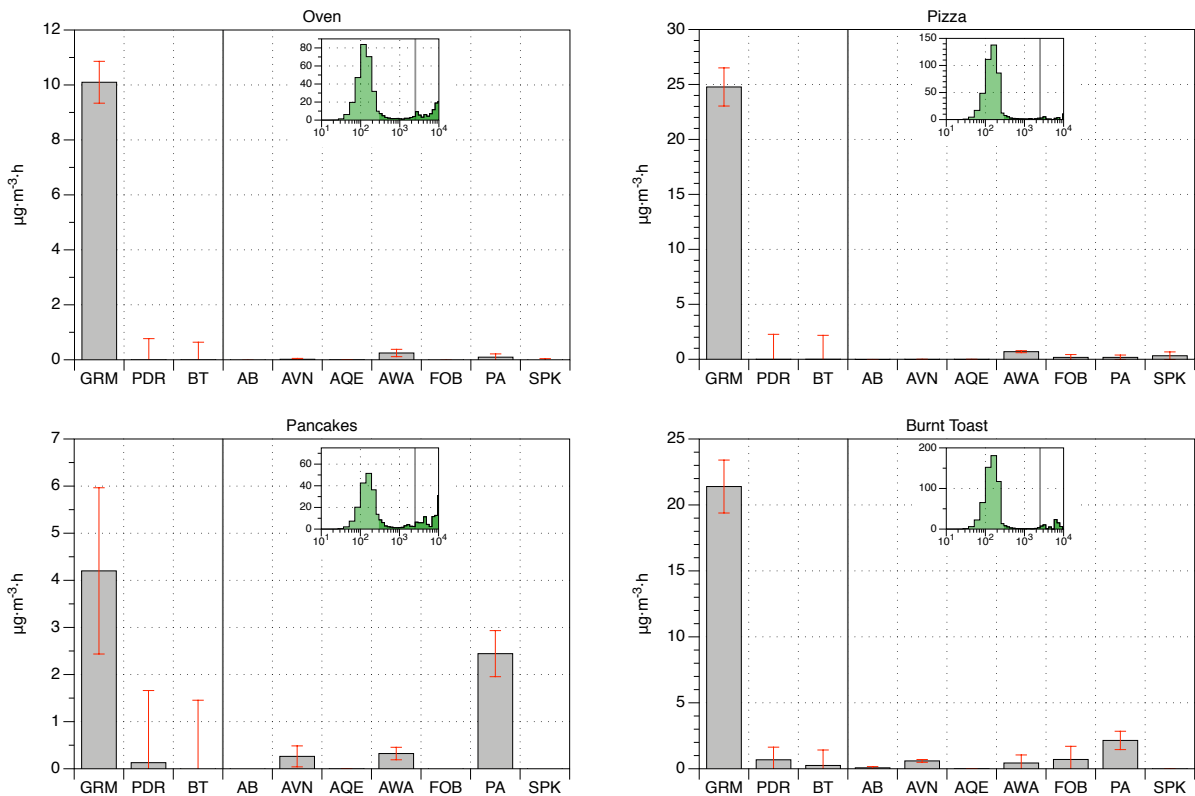 Oven
12
10
8
6
4
2
0
µg·m⁻³·h
80
60
40
20
0
10¹ 10² 10³ 10⁴
GRM PDR BT AB AVN AQE AWA FOB PA SPK
Pizza
30
25
20
15
10
5
0
µg·m⁻³·h
150
100
50
0
10¹ 10² 10³ 10⁴
GRM PDR BT AB AVN AQE AWA FOB PA SPK
Pancakes
7
6
5
4
3
2
1
0
µg·m⁻³·h
60
40
20
0
10¹ 10² 10³ 10⁴
GRM PDR BT AB AVN AQE AWA FOB PA SPK
Burnt Toast
25
20
15
10
5
0
µg·m⁻³·h
200
100
0
10¹ 10² 10³ 10⁴
GRM PDR BT AB AVN AQE AWA FOB PA SPK